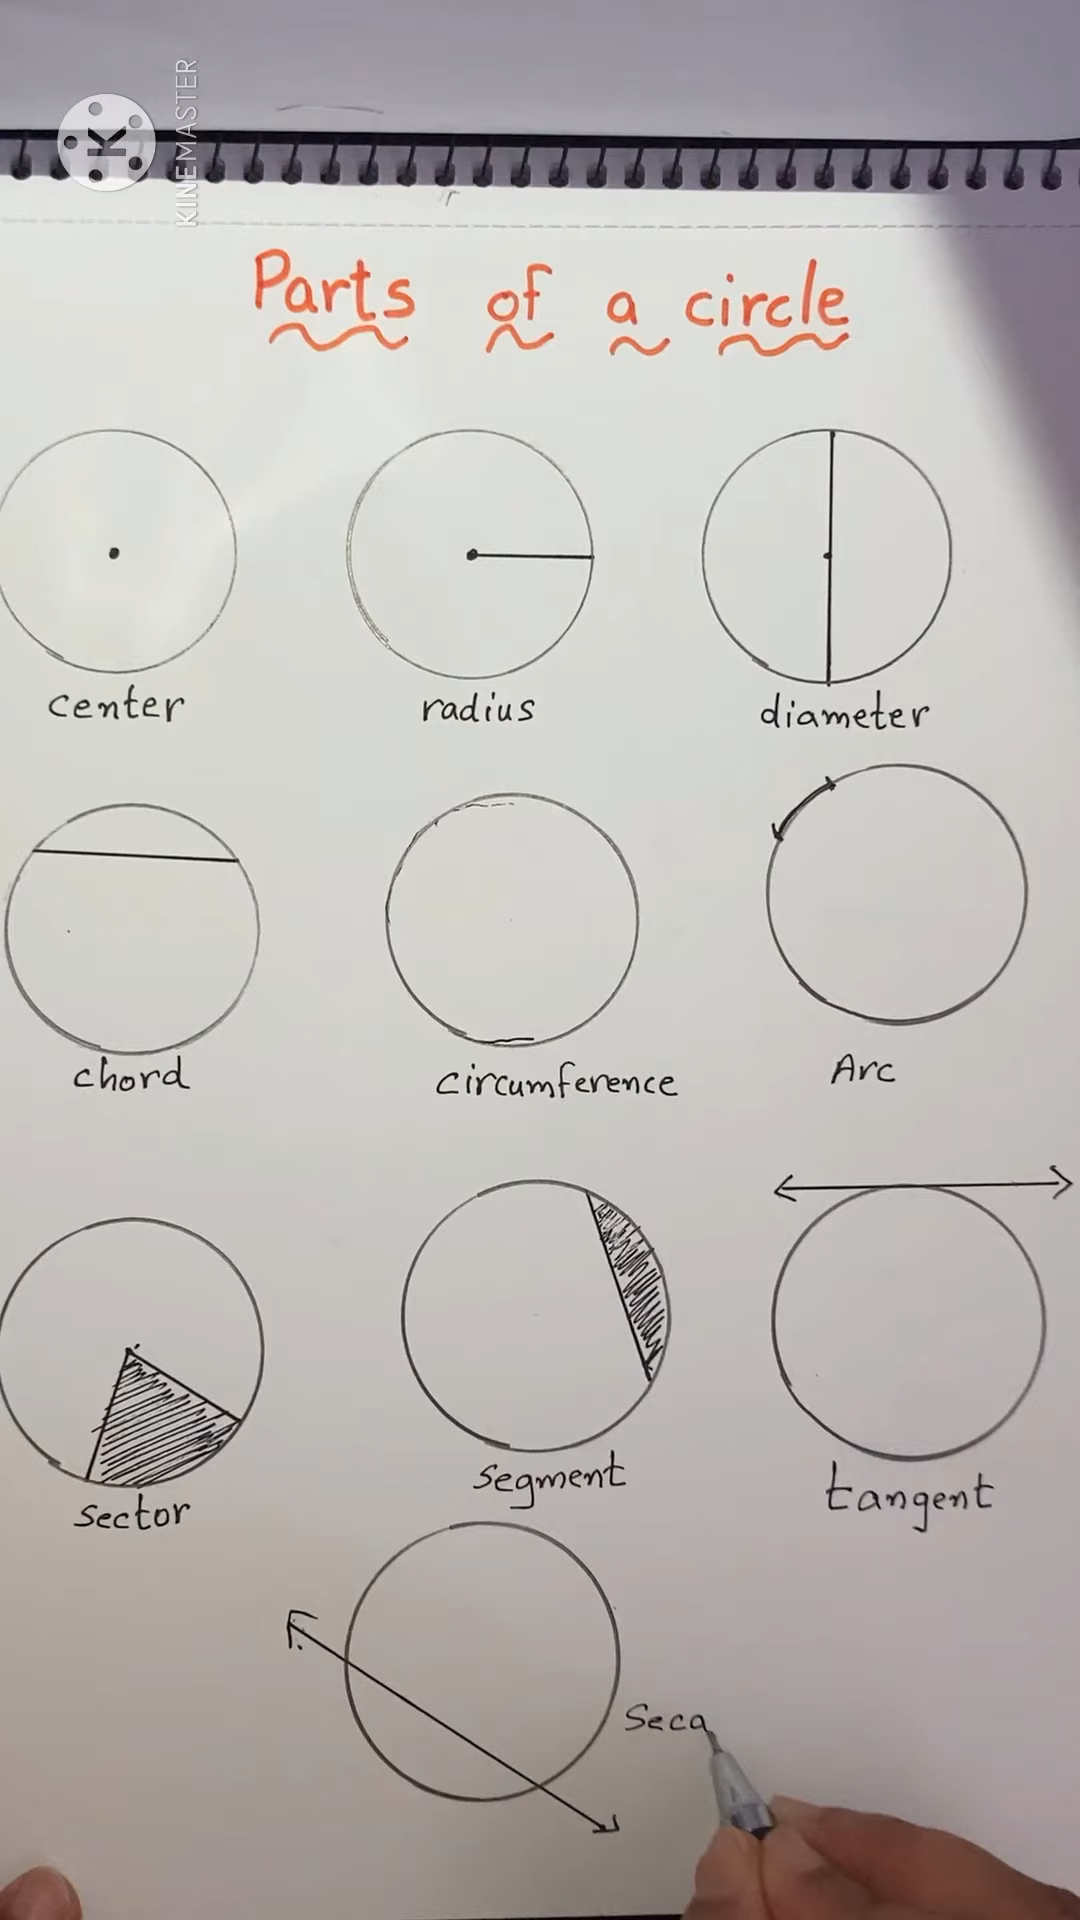 KINEMASTER
Parts of a circle
center radius diameter
chord circumference Arc
sector segment tangent
Seca